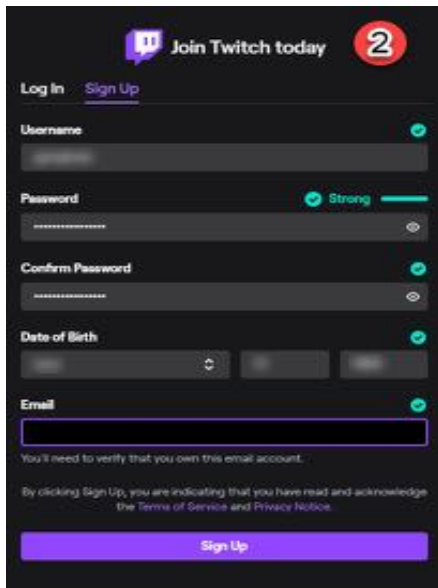 Join Twitch today
2
Log In Sign Up
Username
Password Strong
Confirm Password
Date of Birth
Email
You'll need to verify that you own this email account.
By clicking Sign Up, you are indicating that you have read and acknowledge
the Terms of Service and Privacy Notice.
Sign Up